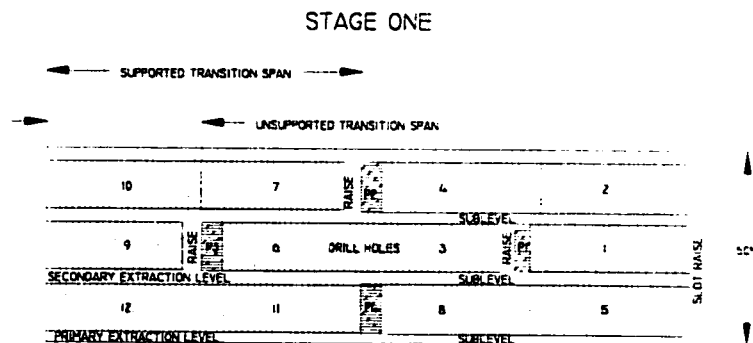 STAGE ONE
SUPPORTED TRANSITION SPAN
UNSUPPORTED TRANSITION SPAN
10 7 RAISE 4 2
SUBLEVEL
9 RAISE 6 DRILL HOLES 3 RAISE 1 SLOT RAISE
SECONDARY EXTRACTION LEVEL SUBLEVEL
12 11 8 5
PRIMARY EXTRACTION LEVEL SUBLEVEL